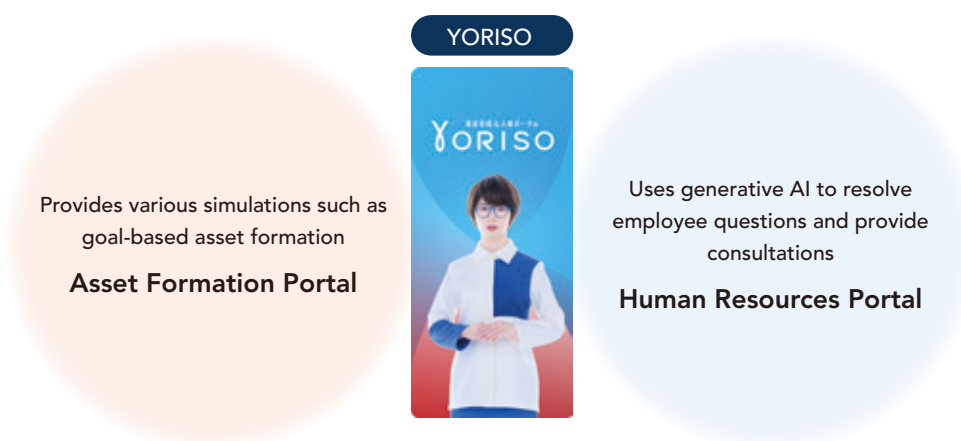 YORISO
YORISO
Provides various simulations such as
goal-based asset formation
Asset Formation Portal
Uses generative AI to resolve
employee questions and provide
consultations
Human Resources Portal